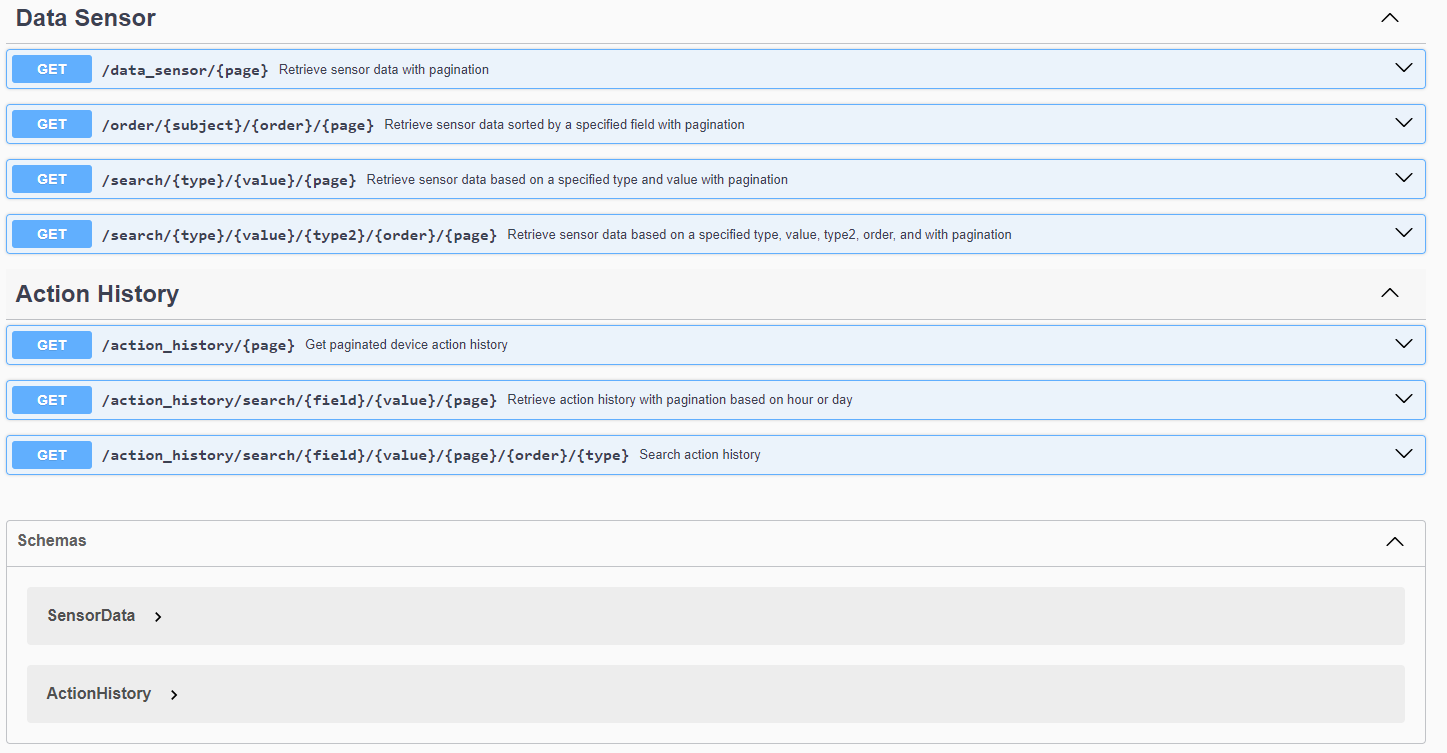 Data Sensor
GET /data_sensor/{page} Retrieve sensor data with pagination
GET /order/{subject}/{order}/{page} Retrieve sensor data sorted by a specified field with pagination
GET /search/{type}/{value}/{page} Retrieve sensor data based on a specified type and value with pagination
GET /search/{type}/{value}/{type2}/{order}/{page} Retrieve sensor data based on a specified type, value, type2, order, and with pagination
Action History
GET /action_history/{page} Get paginated device action history
GET /action_history/search/{field}/{value}/{page} Retrieve action history with pagination based on hour or day
GET /action_history/search/{field}/{value}/{page}/{order}/{type} Search action history
Schemas
SensorData
ActionHistory